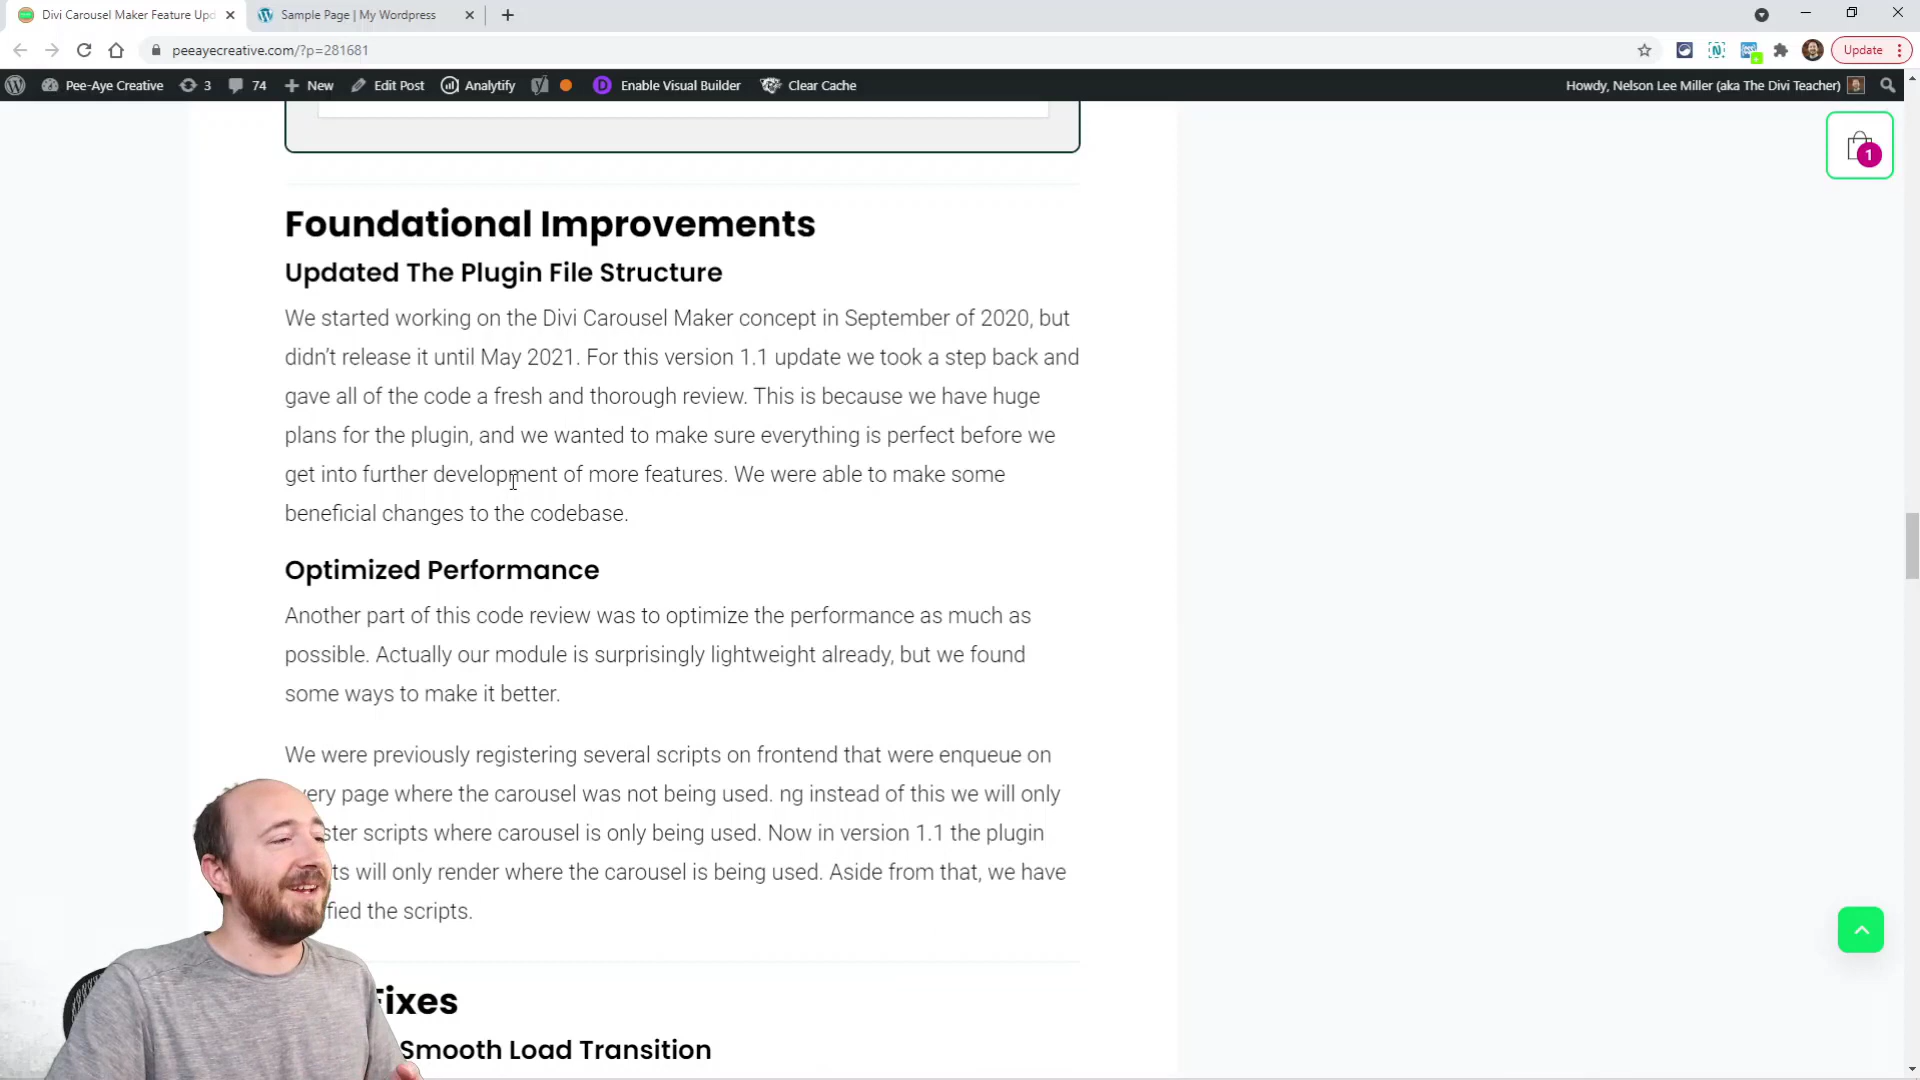 Divi Carousel Maker Feature Upd
Sample Page | My Wordpress
peeayecreative.com/?p=281681
Update
Pee-Aye Creative
3
74
New
Edit Post
Analytify
Enable Visual Builder
Clear Cache
Howdy, Nelson Lee Miller (aka The Divi Teacher)
1
Foundational Improvements
Updated The Plugin File Structure
We started working on the Divi Carousel Maker concept in September of 2020, but
didn’t release it until May 2021. For this version 1.1 update we took a step back and
gave all of the code a fresh and thorough review. This is because we have huge
plans for the plugin, and we wanted to make sure everything is perfect before we
get into further development of more features. We were able to make some
beneficial changes to the codebase.
Optimized Performance
Another part of this code review was to optimize the performance as much as
possible. Actually our module is surprisingly lightweight already, but we found
some ways to make it better.
We were previously registering several scripts on frontend that were enqueue on
very page where the carousel was not being used. ng instead of this we will only
ster scripts where carousel is only being used. Now in version 1.1 the plugin
ts will only render where the carousel is being used. Aside from that, we have
fied the scripts.
Fixes
Smooth Load Transition